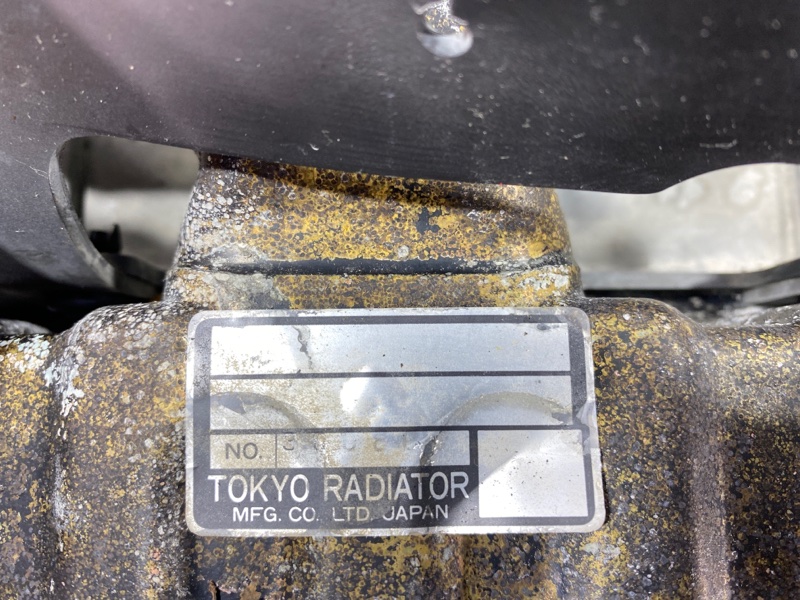 NO.
TOKYO RADIATOR
MFG. CO. LTD. JAPAN